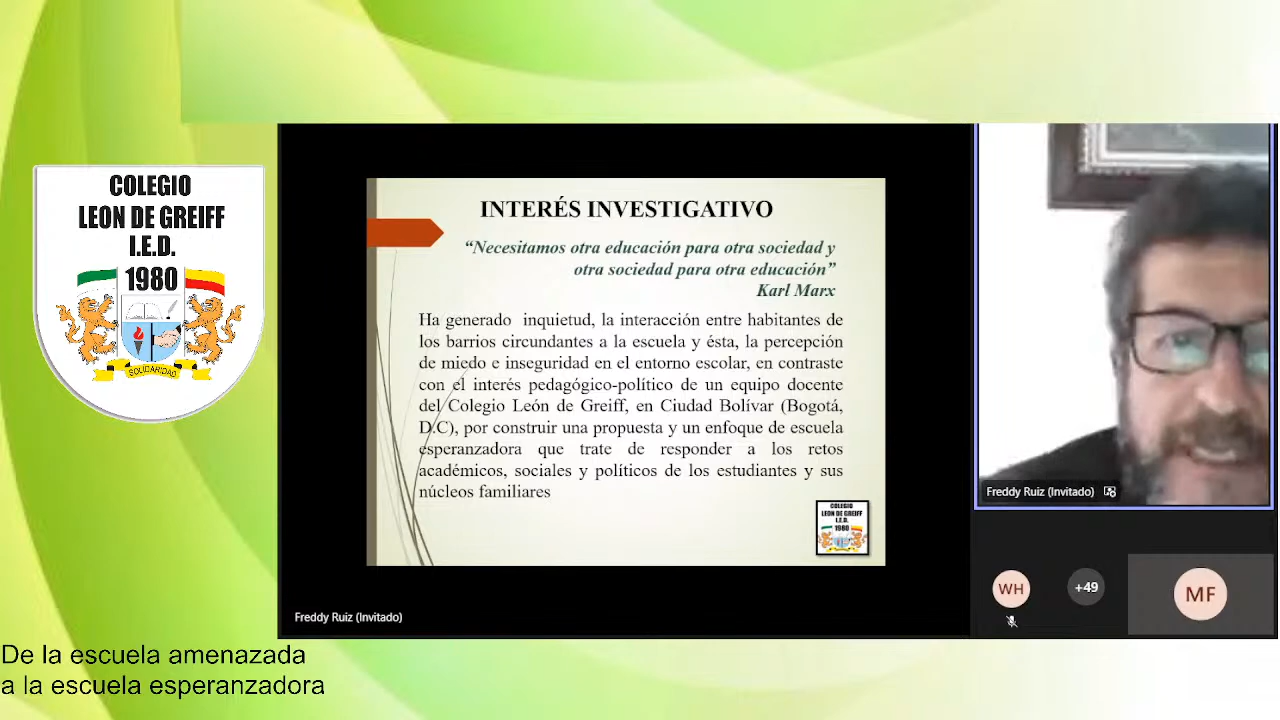 COLEGIO
LEON DE GREIFF
I.E.D.
1980
SOLIDARIDAD
INTERÉS INVESTIGATIVO
“Necesitamos otra educación para otra sociedad y
otra sociedad para otra educación”
Karl Marx
Ha generado inquietud, la interacción entre habitantes de
los barrios circundantes a la escuela y ésta, la percepción
de miedo e inseguridad en el entorno escolar, en contraste
con el interés pedagógico-político de un equipo docente
del Colegio León de Greiff, en Ciudad Bolívar (Bogotá,
D.C), por construir una propuesta y un enfoque de escuela
esperanzadora que trate de responder a los retos
académicos, sociales y políticos de los estudiantes y sus
núcleos familiares
COLEGIO
LEON DE GREIFF
I.E.D.
1980
Freddy Ruiz (Invitado)
Freddy Ruiz (Invitado)
WH
+49
MF
De la escuela amenazada
a la escuela esperanzadora